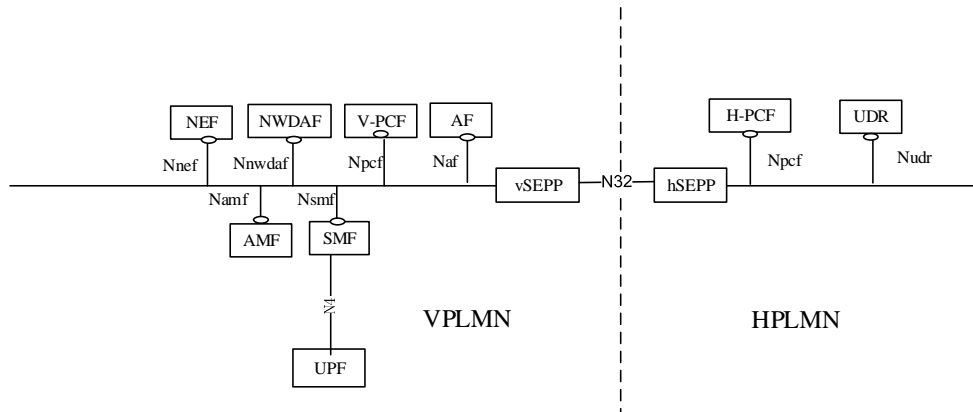 NEF
NWDAF
V-PCF
AF
H-PCF
UDR
Nnef
Nnwdaf
Npcf
Naf
Npcf
Nudr
vSEPP
N32
hSEPP
Namf
Nsmf
AMF
SMF
N4
VPLMN
HPLMN
UPF